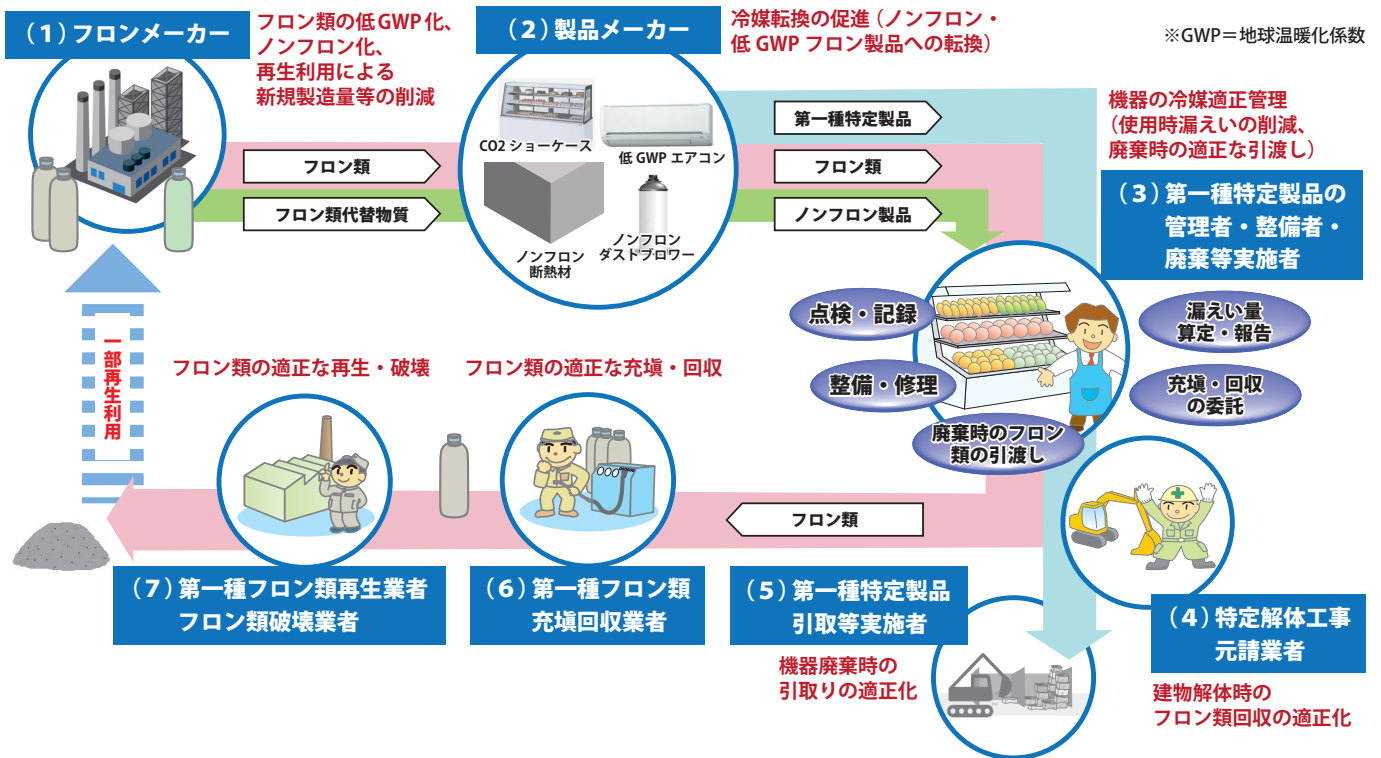 (1)フロンメーカー
フロン類の低GWP化、
ノンフロン化、
再生利用による
新規製造量等の削減
(2)製品メーカー
冷媒転換の促進(ノンフロン・
低GWPフロン製品への転換)
※GWP=地球温暖化係数
CO2 ショーケース
低 GWP エアコン
ノンフロン
断熱材
ノンフロン
ダストブロワー
フロン類
フロン類代替物質
第一種特定製品
フロン類
ノンフロン製品
機器の冷媒適正管理
(使用時漏えいの削減、
廃棄時の適正な引渡し)
(3)第一種特定製品の
管理者・整備者・
廃棄等実施者
点検・記録
整備・修理
廃棄時のフロン
類の引渡し
漏えい量
算定・報告
充塡・回収
の委託
(4)特定解体工事
元請業者
建物解体時の
フロン類回収の適正化
(5)第一種特定製品
引取等実施者
機器廃棄時の
引取りの適正化
フロン類
フロン類の適正な充塡・回収
(6)第一種フロン類
充塡回収業者
フロン類の適正な再生・破壊
(7)第一種フロン類再生業者
フロン類破壊業者
一部再生利用